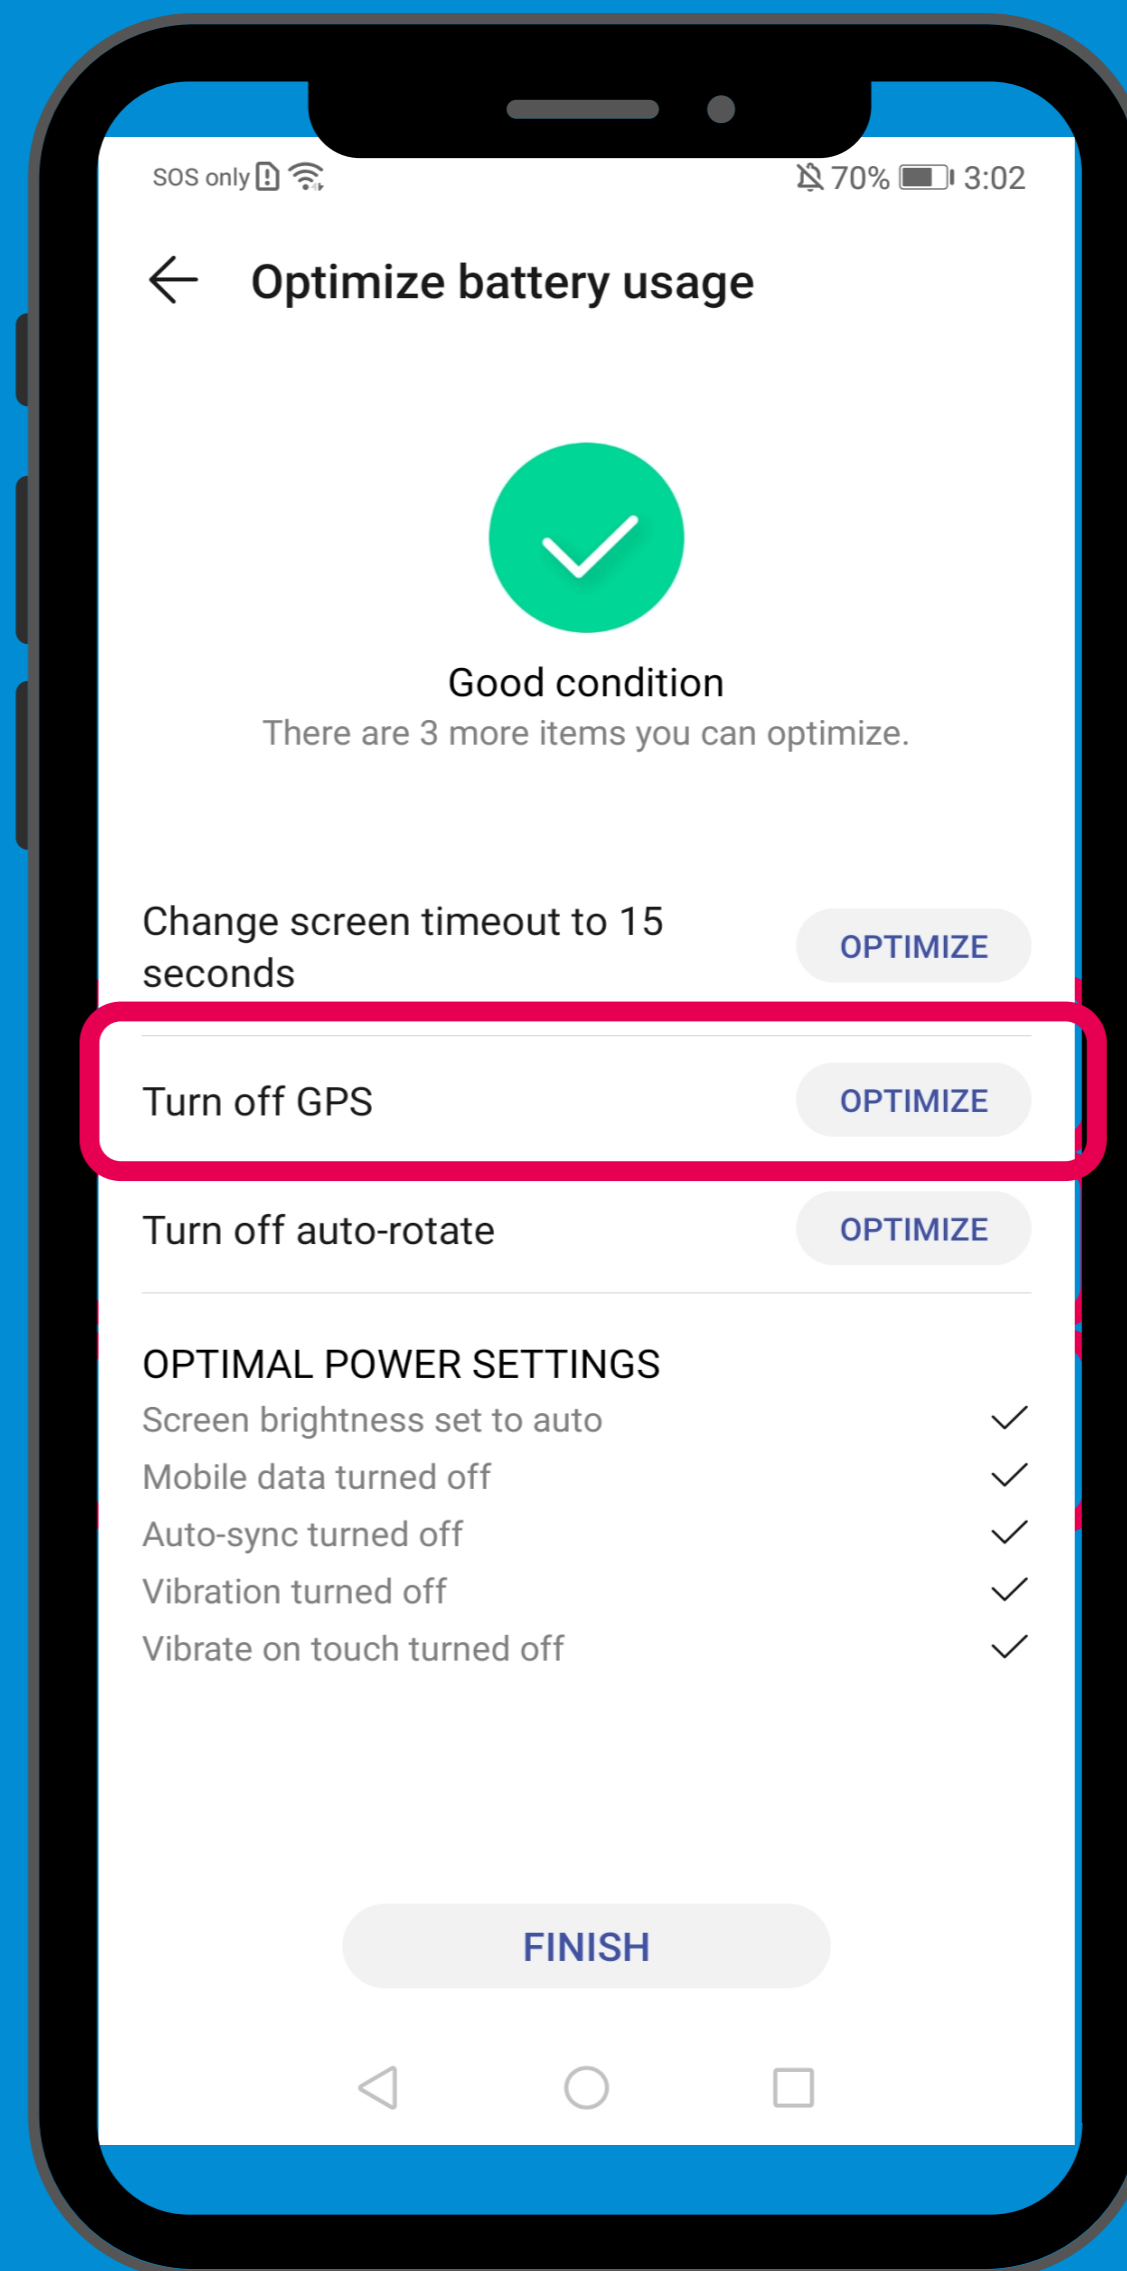 SOS only 70% 3:02
Optimize battery usage
Good condition
There are 3 more items you can optimize.
Change screen timeout to 15
seconds
OPTIMIZE
Turn off GPS OPTIMIZE
Turn off auto-rotate OPTIMIZE
OPTIMAL POWER SETTINGS
Screen brightness set to auto
Mobile data turned off
Auto-sync turned off
Vibration turned off
Vibrate on touch turned off
FINISH